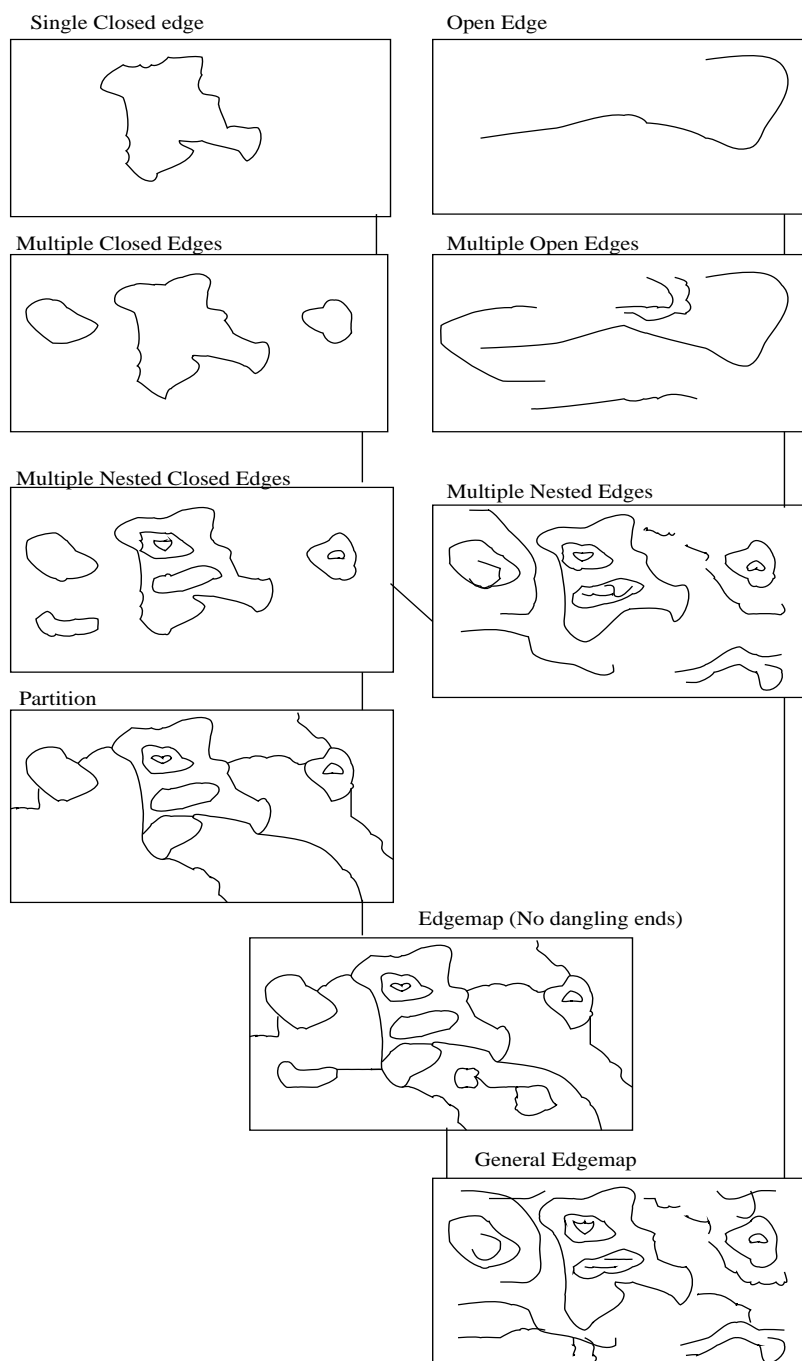 Single Closed edge
Open Edge
Multiple Closed Edges
Multiple Open Edges
Multiple Nested Closed Edges
Multiple Nested Edges
Partition
Edgemap (No dangling ends)
General Edgemap